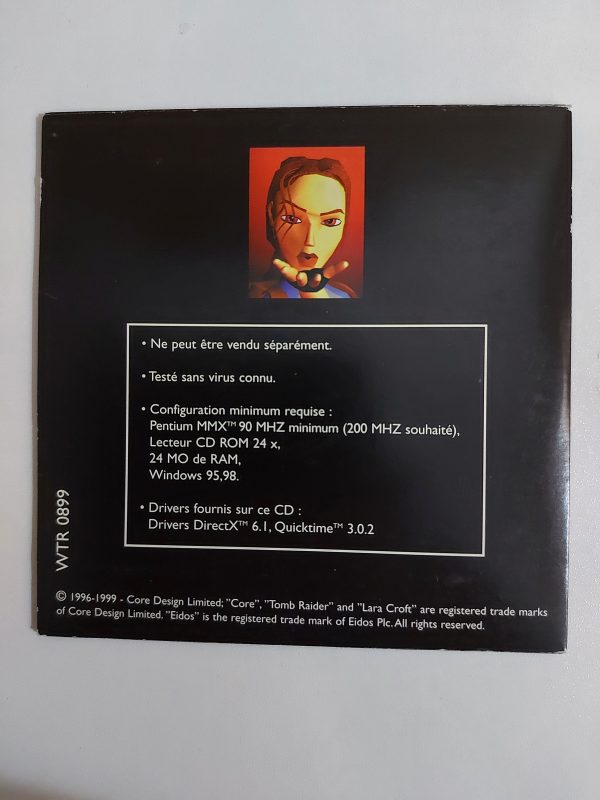 • Ne peut être vendu séparément.
• Testé sans virus connu.
• Configuration minimum requise :
Pentium MMX™ 90 MHZ minimum (200 MHZ souhaité),
Lecteur CD ROM 24 x,
24 MO de RAM,
Windows 95,98.
• Drivers fournis sur ce CD :
Drivers DirectX™ 6.1, Quicktime™ 3.0.2
WTR 0899
© 1996-1999 - Core Design Limited; "Core", "Tomb Raider" and "Lara Croft" are registered trade marks
of Core Design Limited. "Eidos" is the registered trade mark of Eidos Plc. All rights reserved.